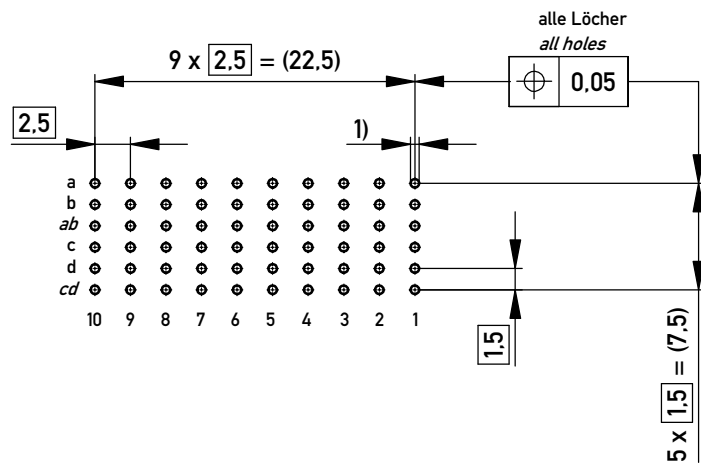 alle Löcher
all holes
9 x 2,5 = (22,5)
0,05
2,5
1)
a
b
ab
c
d
cd
10 9 8 7 6 5 4 3 2 1
1,5
5 x 1,5 = (7,5)